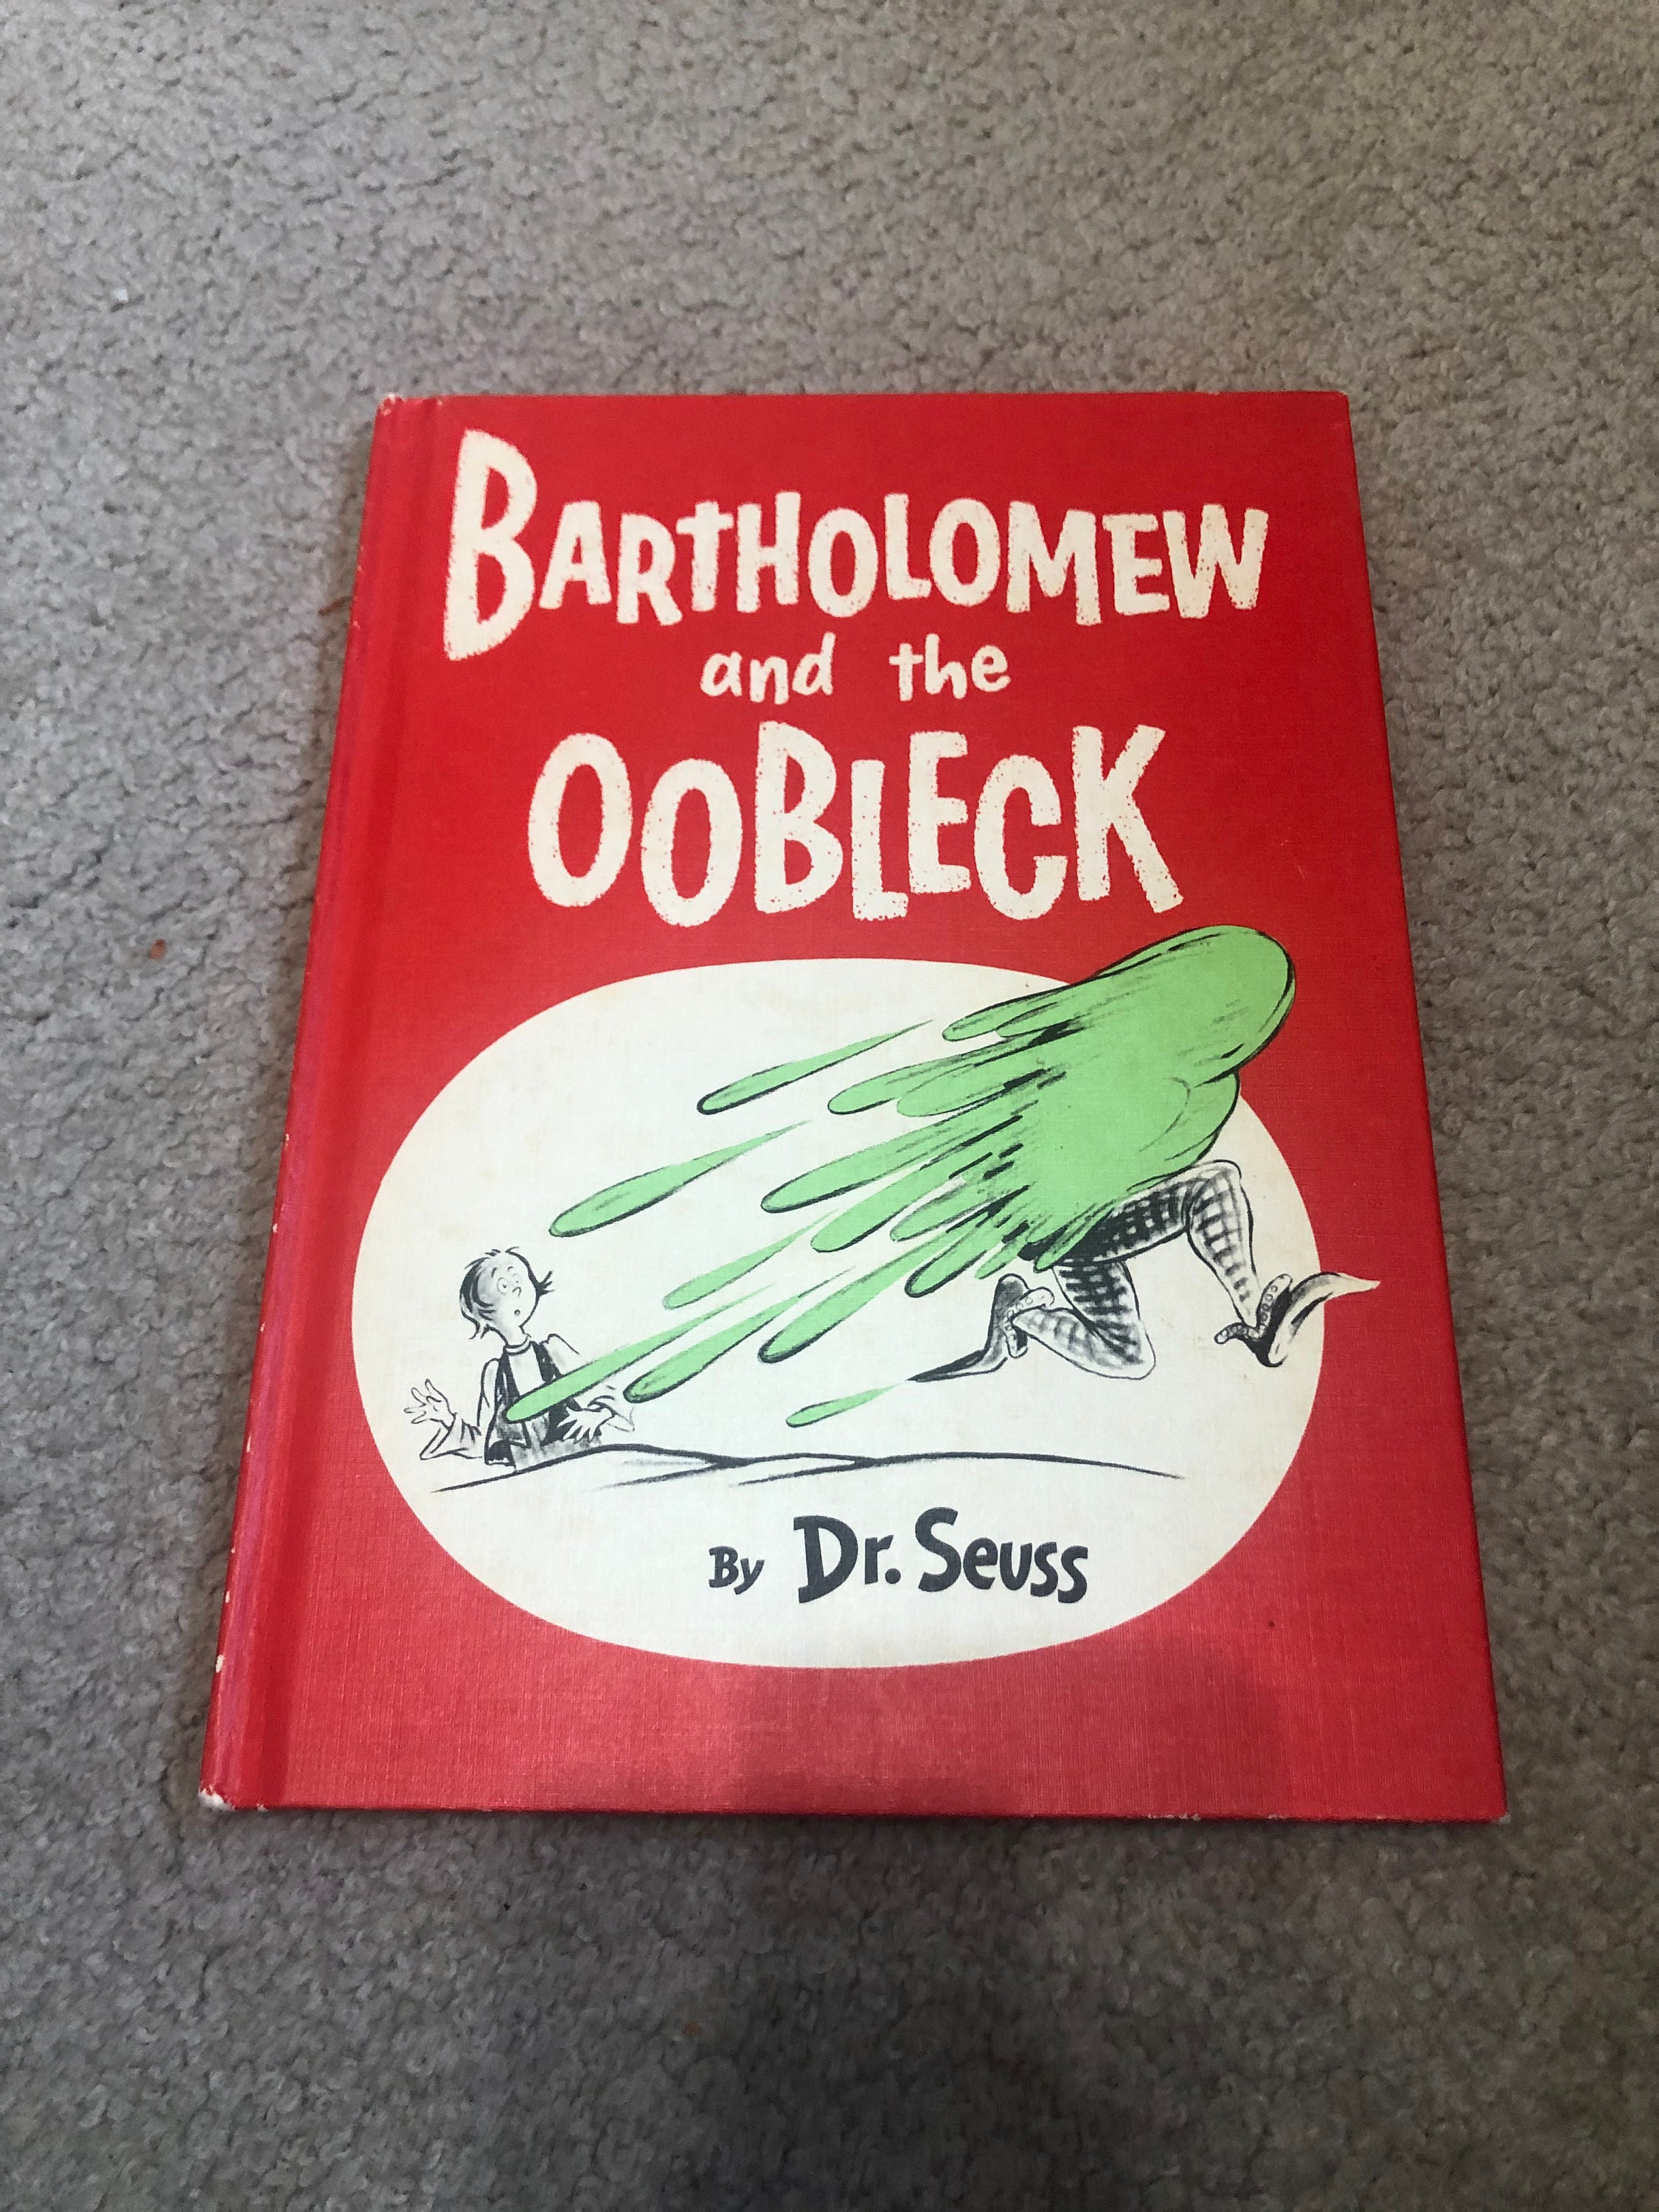 BARTHOLOMEW
and the
OOBLECK
By Dr. Seuss